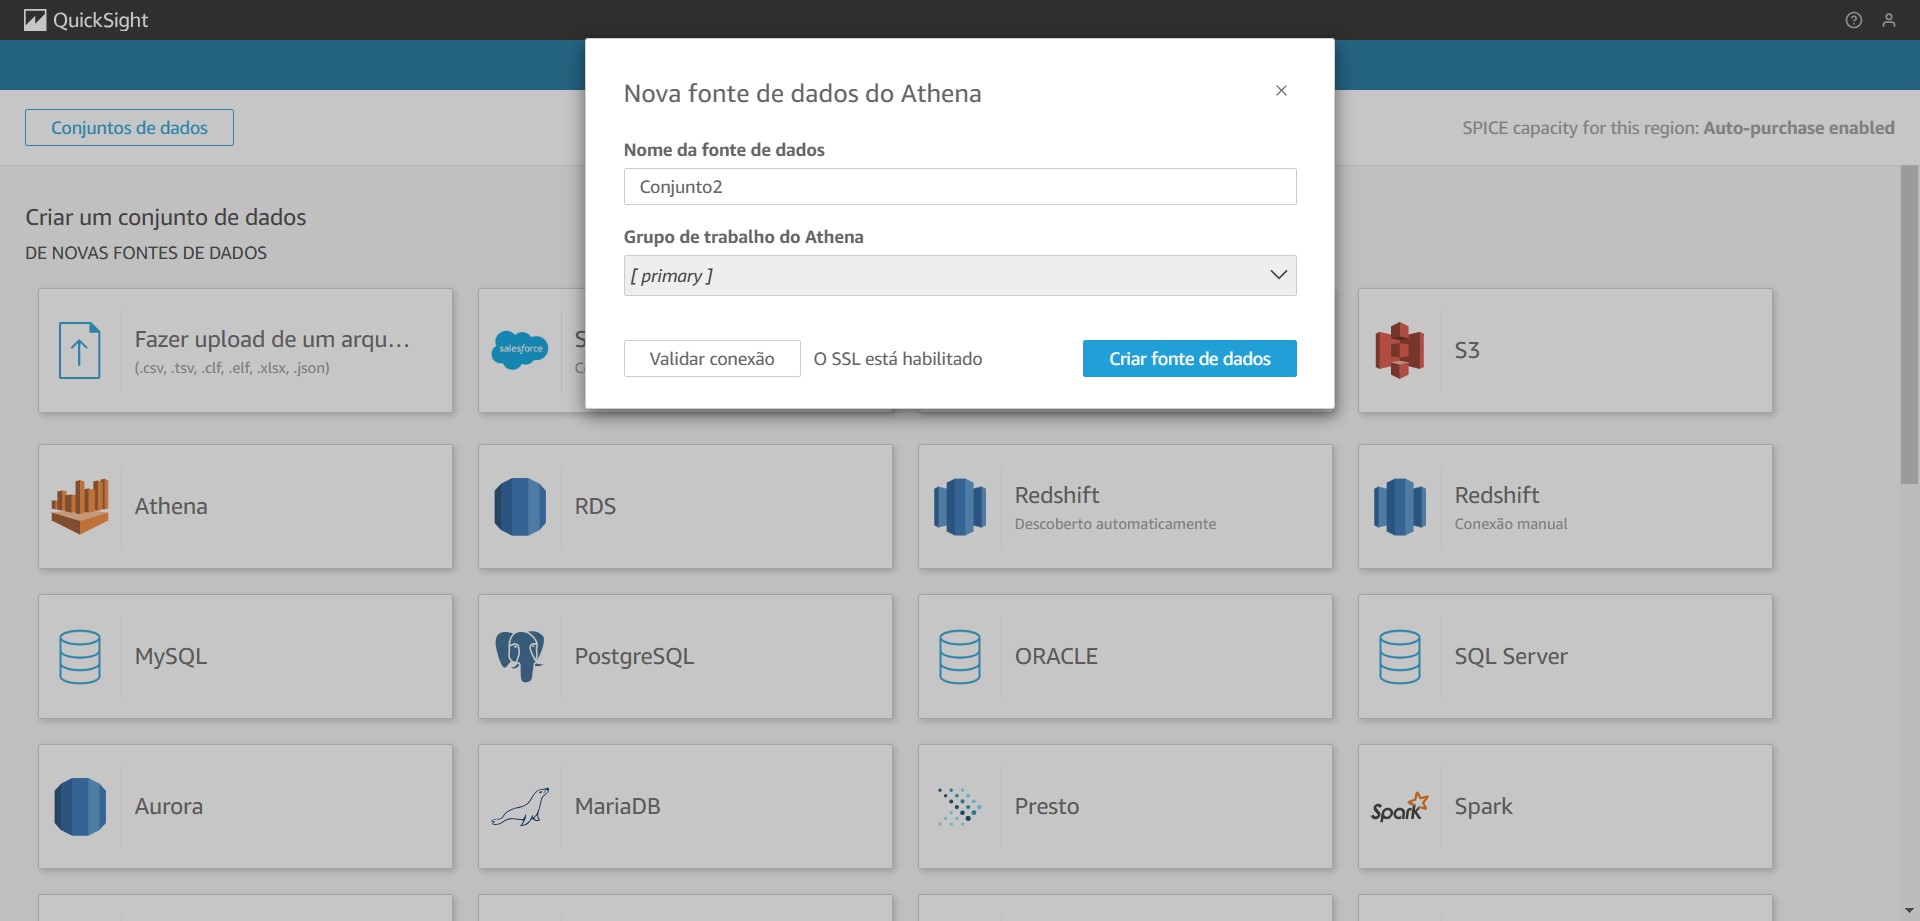 QuickSight
Nova fonte de dados do Athena
Conjuntos de dados
SPICE capacity for this region: Auto-purchase enabled
Nome da fonte de dados
Conjunto2
Grupo de trabalho do Athena
[ primary ]
Validar conexão
O SSL está habilitado
Criar fonte de dados
Criar um conjunto de dados
DE NOVAS FONTES DE DADOS
Fazer upload de um arqu...
(.csv, .tsv, .clf, .elf, .xlsx, .json)
salesforce
S3
Athena
RDS
Redshift
Descoberto automaticamente
Redshift
Conexão manual
MySQL
PostgreSQL
ORACLE
SQL Server
Aurora
MariaDB
Presto
Spark
Spark